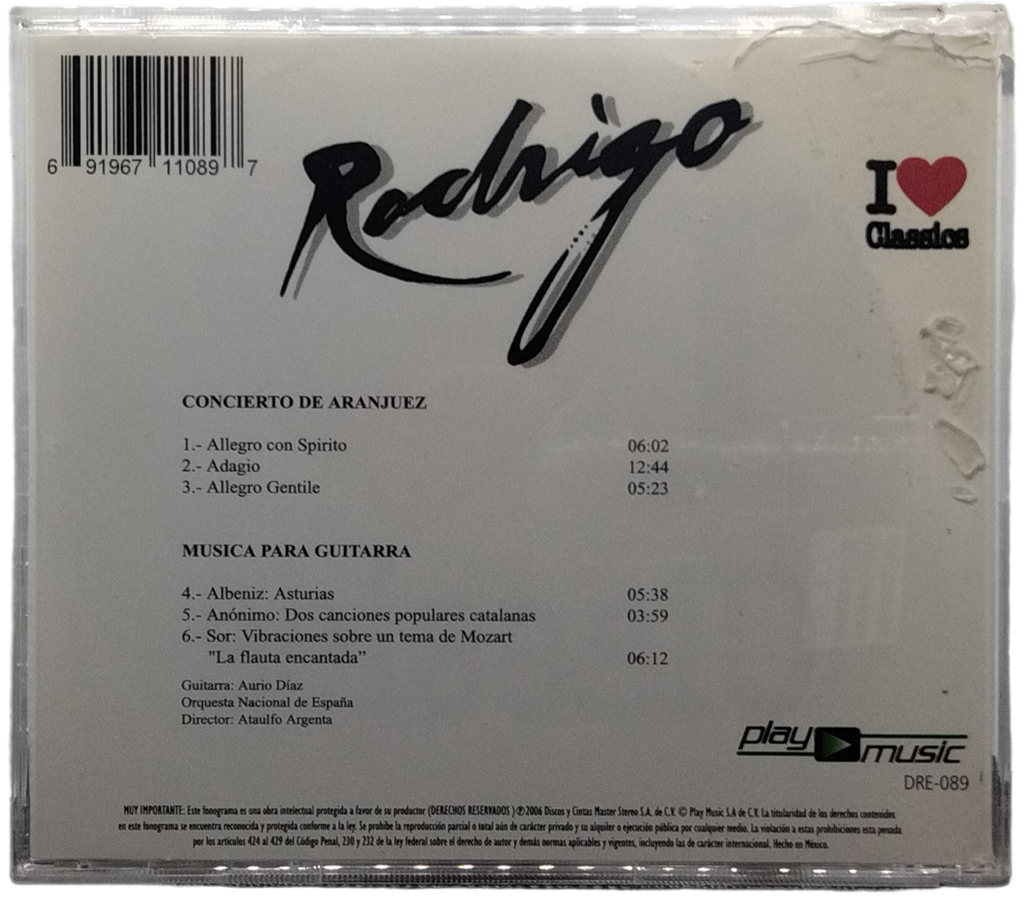 6 91967 11089 7
Rodrigo
I ❤
Classics
CONCIERTO DE ARANJUEZ
1.- Allegro con Spirito 06:02
2.- Adagio 12:44
3.- Allegro Gentile 05:23
MUSICA PARA GUITARRA
4.- Albeniz: Asturias 05:38
5.- Anónimo: Dos canciones populares catalanas 03:59
6.- Sor: Vibraciones sobre un tema de Mozart
"La flauta encantada” 06:12
Guitarra: Aurio Díaz
Orquesta Nacional de España
Director: Ataulfo Argenta
play music
DRE-089
MUY IMPORTANTE: Este fonograma es una obra intelectual protegida a favor de su productor (DERECHOS RESERVADOS ) ℗2006 Discos y Cintas Master Stereo S.A. de C.V. © Play Music S.A de C.V. La titularidad de los derechos contenidos
en este fonograma se encuentra reconocida y protegida conforme a la ley. Se prohibe la reproducción parcial o total aún de carácter privado y su alquiler o ejecución pública por cualquier medio. La violación a estas prohibiciones esta penada
por los artículos 424 al 429 del Código Penal, 230 y 232 de la ley federal sobre el derecho de autor y demás normas aplicables y vigentes, incluyendo las de carácter internacional. Hecho en México.